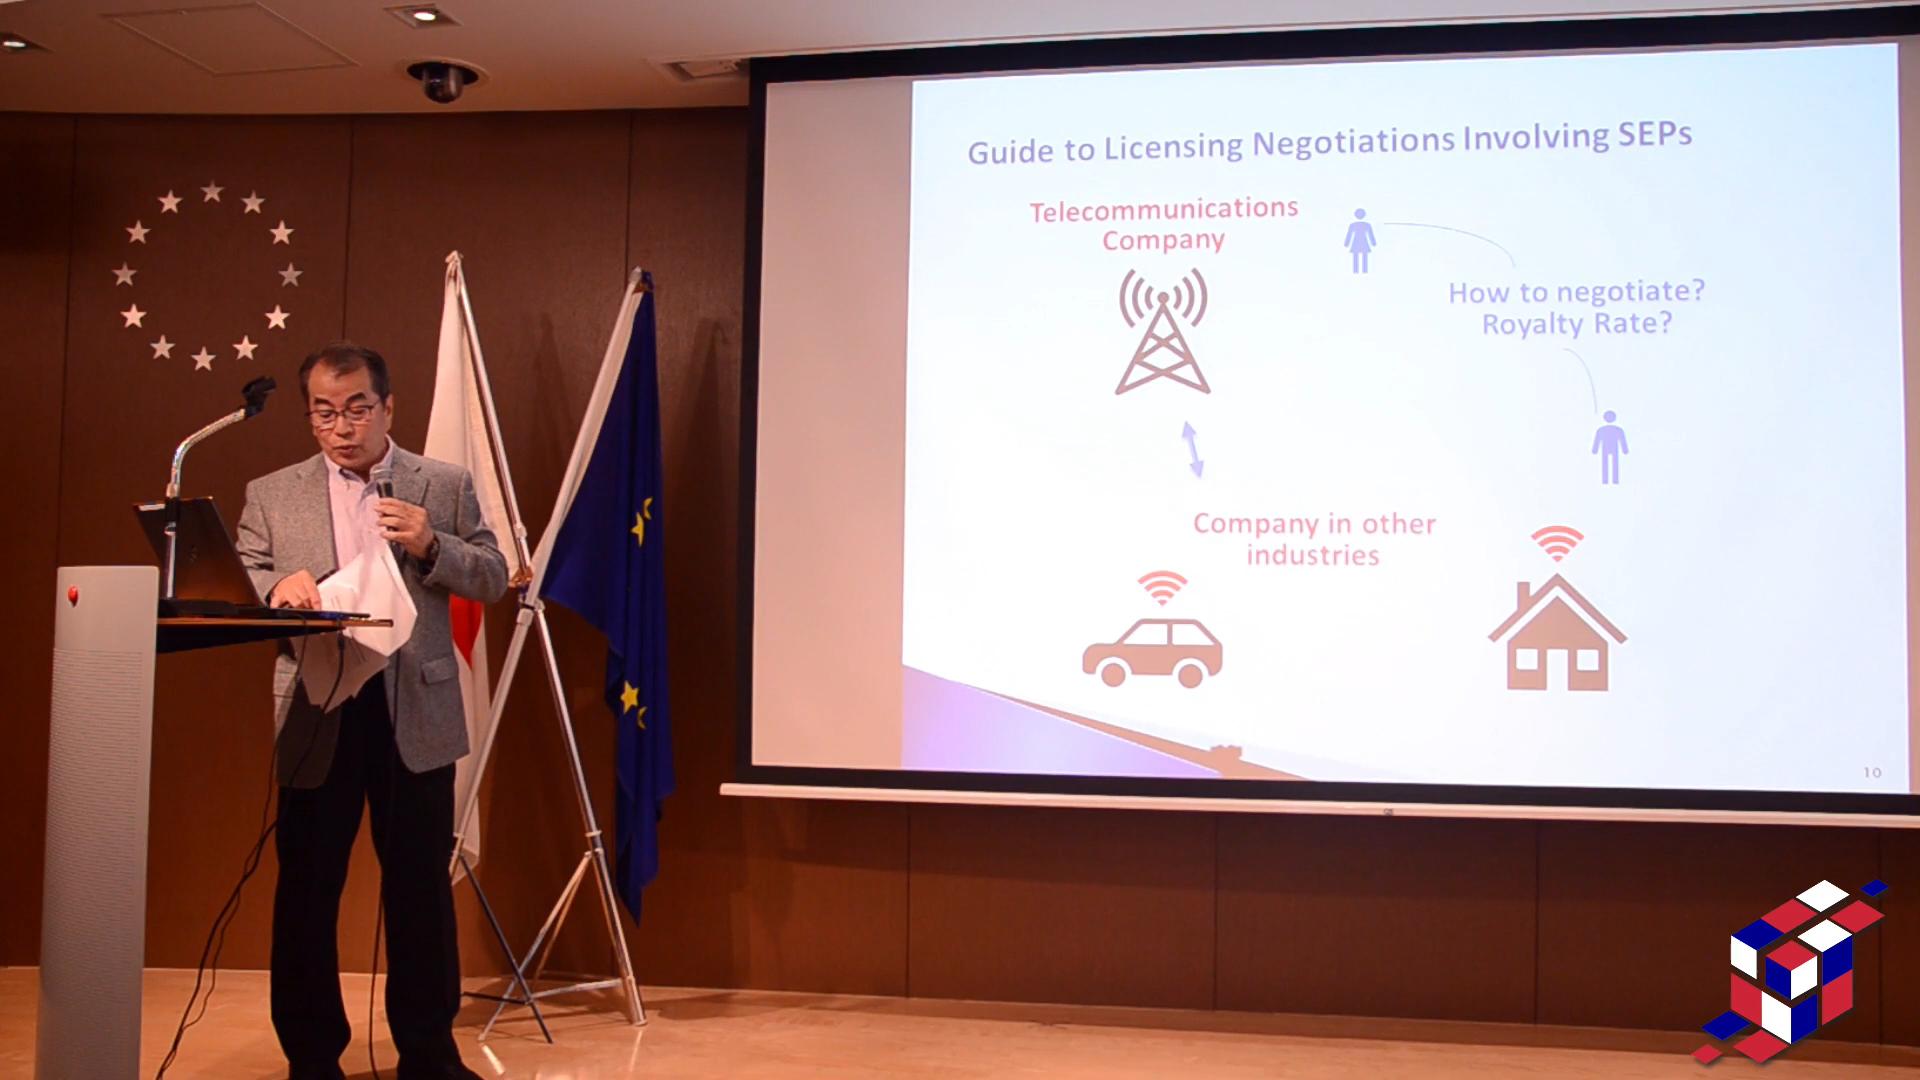 Guide to Licensing Negotiations Involving SEPs
Telecommunications
Company
How to negotiate?
Royalty Rate?
Company in other
industries
10